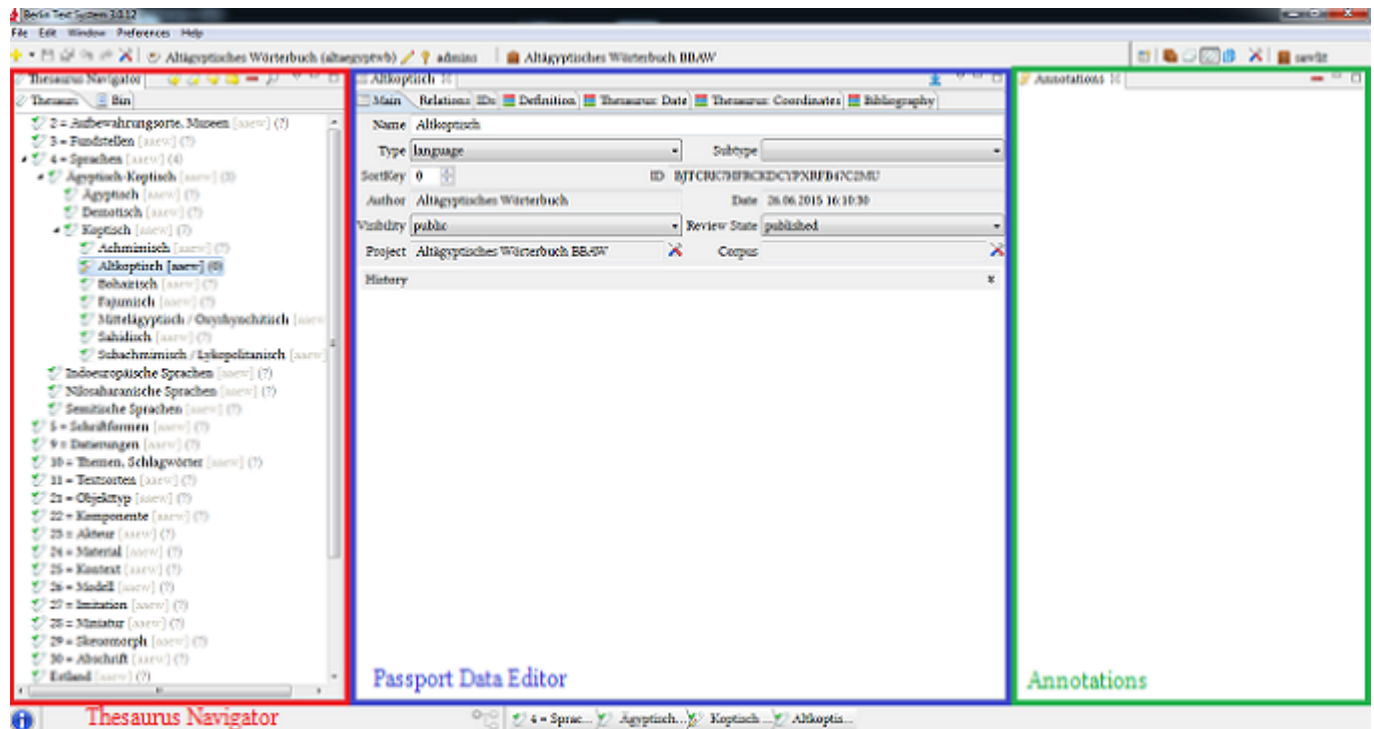 Berlin Text System 3.0.12
File Edit Window Preferences Help
Altägyptisches Wörterbuch (altaegyptwb) admins Altägyptisches Wörterbuch BBAW sawlit
Thesaurus Navigator
Thesaurus Bin
2 = Aufbewahrungsorte, Museen [aaew] (?)
3 = Fundstellen [aaew] (?)
4 = Sprachen [aaew] (4)
Ägyptisch-Koptisch [aaew] (3)
Ägyptisch [aaew] (?)
Demotisch [aaew] (?)
Koptisch [aaew] (7)
Achmimisch [aaew] (?)
Altkoptisch [aaew] (0)
Bohairisch [aaew] (?)
Fajumisch [aaew] (?)
Mittelägyptisch / Oxyrhynchitisch [aaew
Sahidisch [aaew] (?)
Subachmimisch / Lykopolitanisch [aaew]
Indoeuropäische Sprachen [aaew] (?)
Nilosaharanische Sprachen [aaew] (?)
Semitische Sprachen [aaew] (?)
5 = Schriftformen [aaew] (?)
9 = Datierungen [aaew] (?)
10 = Themen, Schlagwörter [aaew] (?)
11 = Textsorten [aaew] (?)
21 = Objekttyp [aaew] (?)
22 = Komponente [aaew] (?)
23 = Akteur [aaew] (?)
24 = Material [aaew] (?)
25 = Kontext [aaew] (?)
26 = Modell [aaew] (?)
27 = Imitation [aaew] (?)
28 = Miniatur [aaew] (?)
29 = Skeuomorph [aaew] (?)
30 = Abschrift [aaew] (?)
Estland [aaew] (?)
Thesaurus Navigator
Altkoptisch
Main Relations IDs Definition Thesaurus Date Thesaurus Coordinates Bibliography
Name Altkoptisch
Type language Subtype
SortKey 0 ID
Author Altägyptisches Wörterbuch Date 26.06.2015 16:10:30
Visibility public Review State published
Project Altägyptisches Wörterbuch BBAW Corpus
History
Passport Data Editor
Annotations
Annotations
4 = Sprac... Ägyptisch... Koptisch ... Altkoptis...